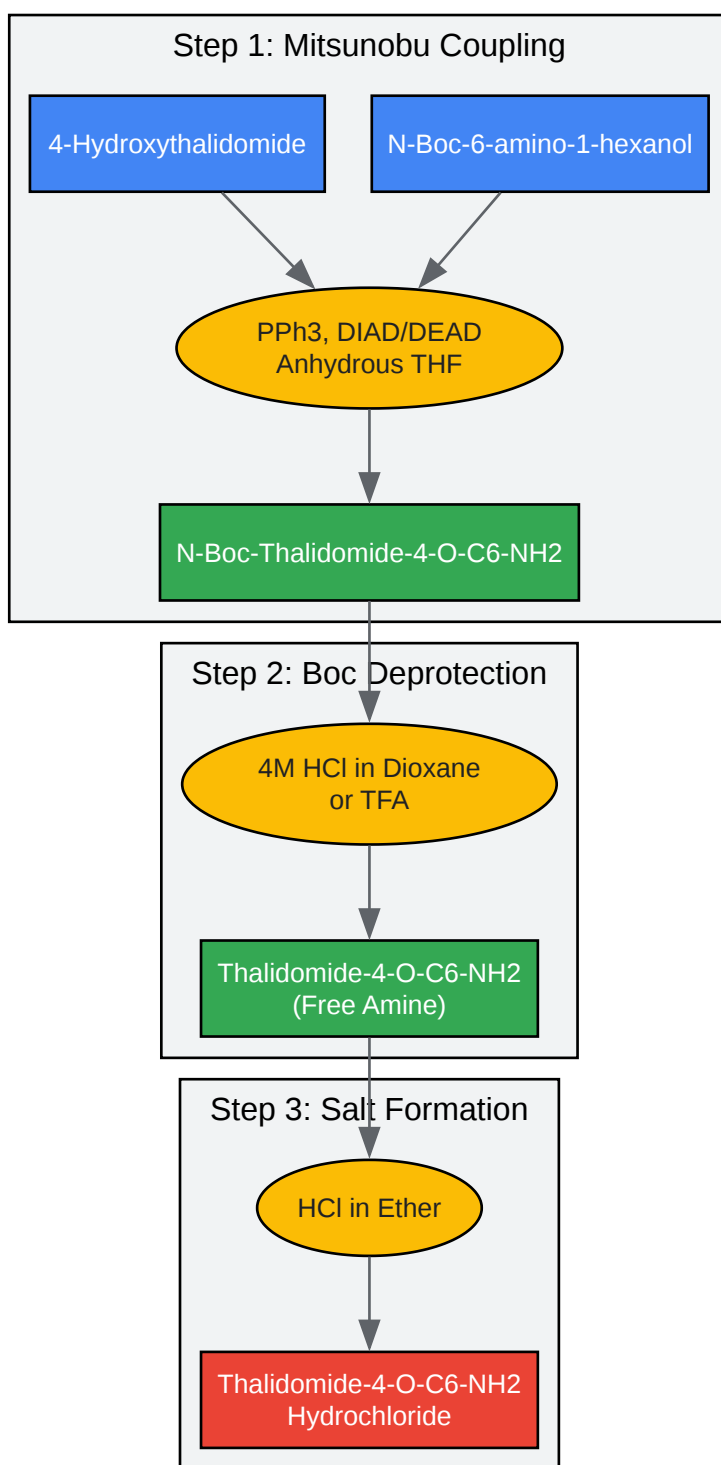 Step 1: Mitsunobu Coupling
4-Hydroxythalidomide
N-Boc-6-amino-1-hexanol
PPh3, DIAD/DEAD
Anhydrous THF
N-Boc-Thalidomide-4-O-C6-NH2
Step 2: Boc Deprotection
4M HCl in Dioxane
or TFA
Thalidomide-4-O-C6-NH2
(Free Amine)
Step 3: Salt Formation
HCl in Ether
Thalidomide-4-O-C6-NH2
Hydrochloride